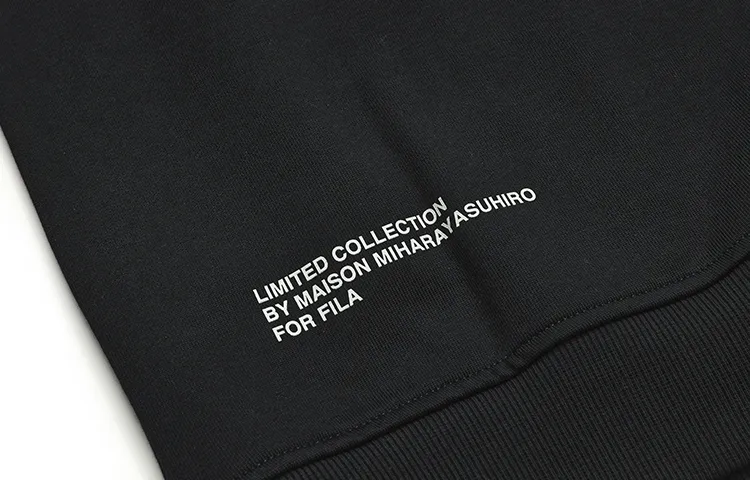 LIMITED COLLECTION
BY MAISON MIHARAYASUHIRO
FOR FILA